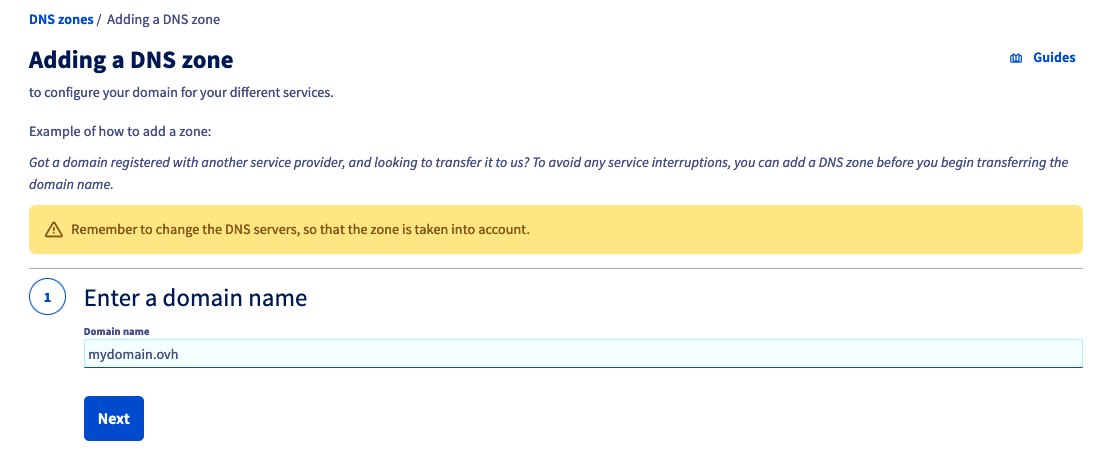 DNS zones / Adding a DNS zone
Adding a DNS zone
Guides
to configure your domain for your different services.
Example of how to add a zone:
Got a domain registered with another service provider, and looking to transfer it to us? To avoid any service interruptions, you can add a DNS zone before you begin transferring the
domain name.
Remember to change the DNS servers, so that the zone is taken into account.
1 Enter a domain name
Domain name
mydomain.ovh
Next